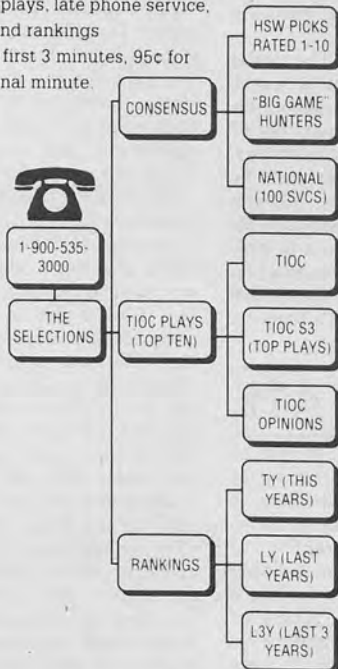 plays, late phone service,
nd rankings
first 3 minutes, 95c for
nal minute.
HSW PICKS
RATED 1-10
CONSENSUS
"BIG GAME"
HUNTERS
NATIONAL
(100 SVCS)
1-900-535-
3000
THE
SELECTIONS
TIOC PLAYS
(TOP TEN)
TIOC
TIOC S3
(TOP PLAYS)
TIOC
OPINIONS
RANKINGS
TY (THIS
YEARS)
LY (LAST
YEARS)
L3Y (LAST 3
YEARS)